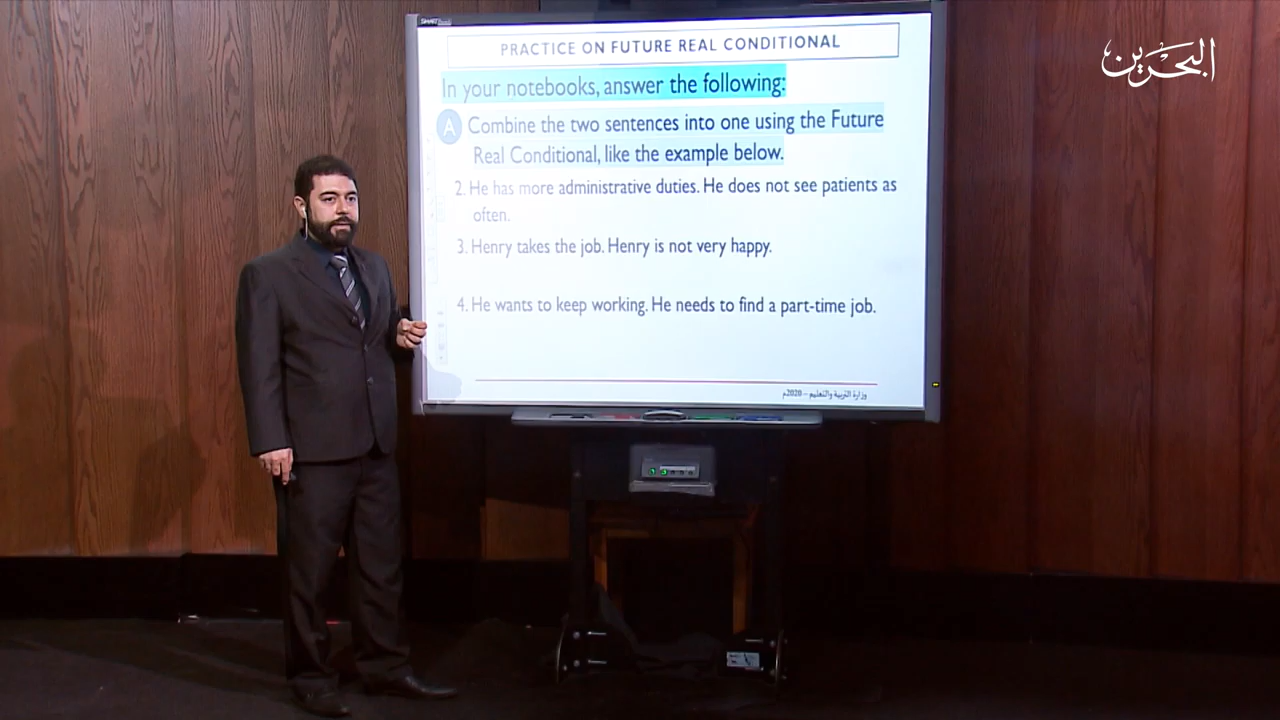 SMART
البحرين
PRACTICE ON FUTURE REAL CONDITIONAL
In your notebooks, answer the following:
A Combine the two sentences into one using the Future
Real Conditional, like the example below.
2. He has more administrative duties. He does not see patients as
often.
3. Henry takes the job. Henry is not very happy.
4. He wants to keep working. He needs to find a part-time job.
وزارة التربية والتعليم – 2020م